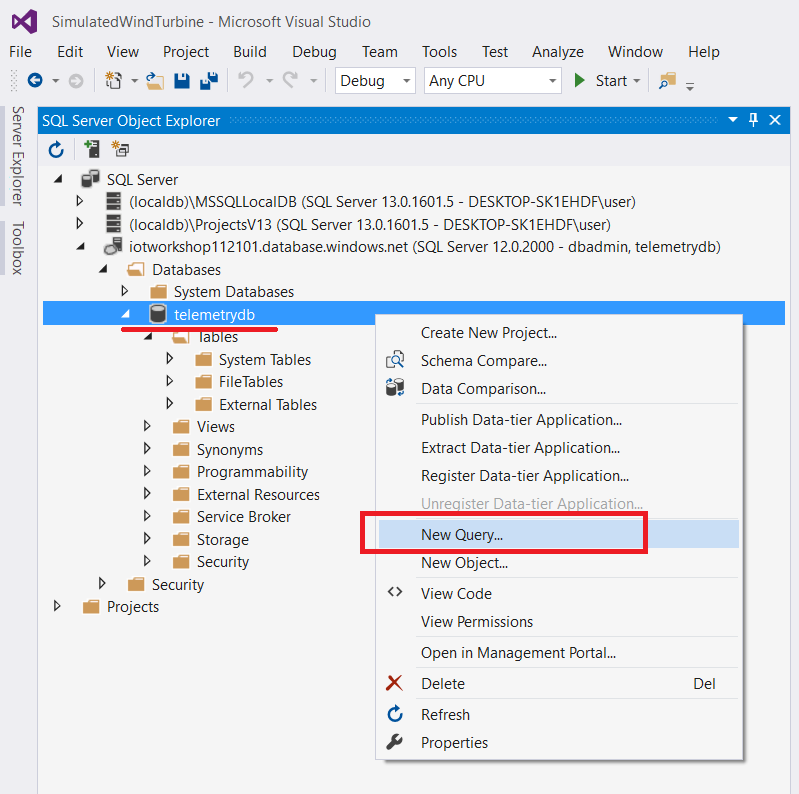 SimulatedWindTurbine - Microsoft Visual Studio
File Edit View Project Build Debug Team Tools Test Analyze Window Help
Debug Any CPU Start
Server Explorer
Toolbox
SQL Server Object Explorer
SQL Server
(localdb)\MSSQLLocalDB (SQL Server 13.0.1601.5 - DESKTOP-SK1EHDF\user)
(localdb)\ProjectsV13 (SQL Server 13.0.1601.5 - DESKTOP-SK1EHDF\user)
iotworkshop112101.database.windows.net (SQL Server 12.0.2000 - dbadmin, telemetrydb)
Databases
System Databases
telemetrydb
Tables
System Tables
FileTables
External Tables
Views
Synonyms
Programmability
External Resources
Service Broker
Storage
Security
Security
Projects
Create New Project...
Schema Compare...
Data Comparison...
Publish Data-tier Application...
Extract Data-tier Application...
Register Data-tier Application...
Unregister Data-tier Application...
New Query...
New Object...
View Code
View Permissions
Open in Management Portal...
Delete Del
Refresh
Properties